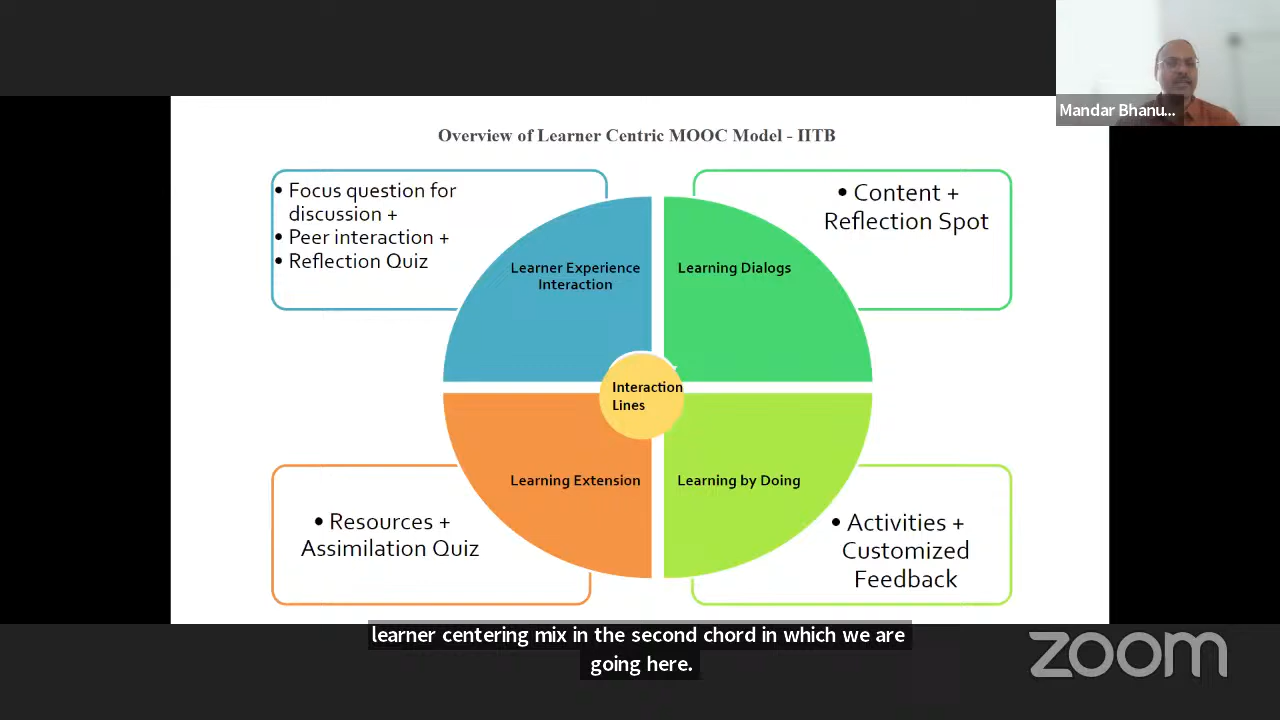 Mandar Bhanu...
Overview of Learner Centric MOOC Model - IITB
• Focus question for
discussion +
• Peer interaction +
• Reflection Quiz
• Content +
Reflection Spot
Learner Experience
Interaction
Learning Dialogs
Interaction
Lines
Learning Extension
Learning by Doing
• Resources +
Assimilation Quiz
• Activities +
Customized
Feedback
learner centering mix in the second chord in which we are
going here.
zoom